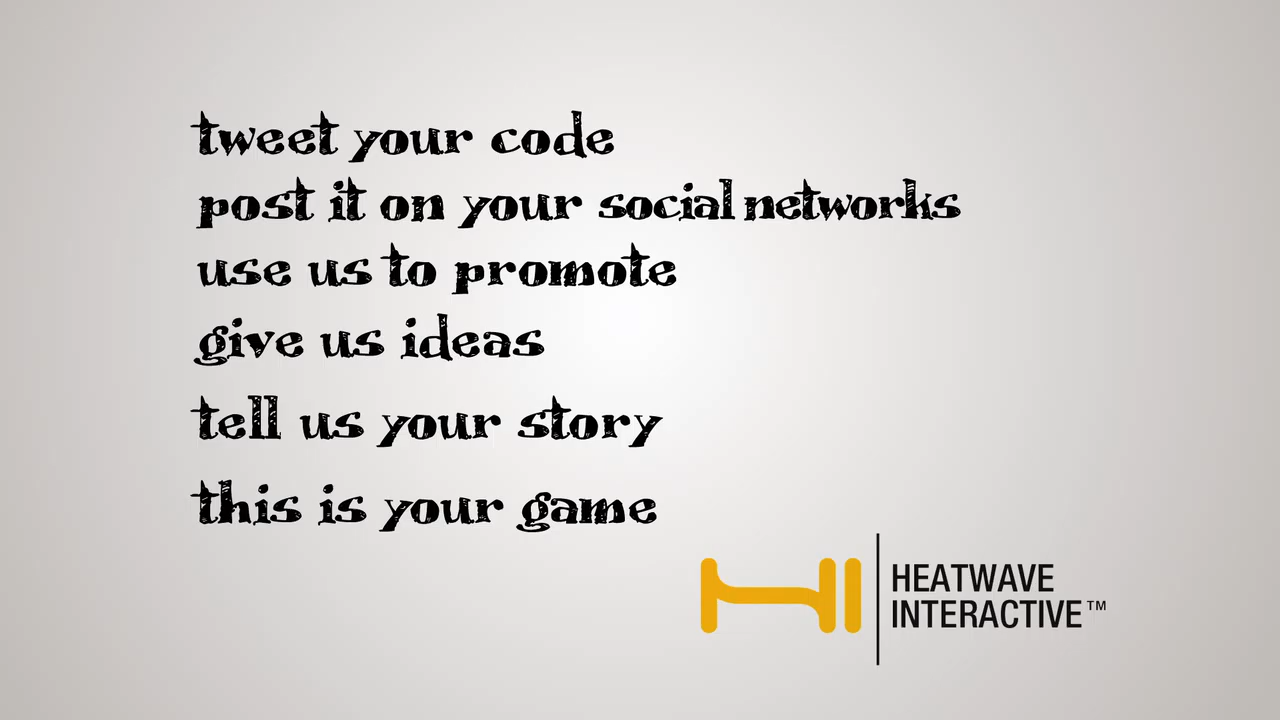 tweet your code
post it on your social networks
use us to promote
give us ideas
tell us your story
this is your game
HEATWAVE
INTERACTIVE™